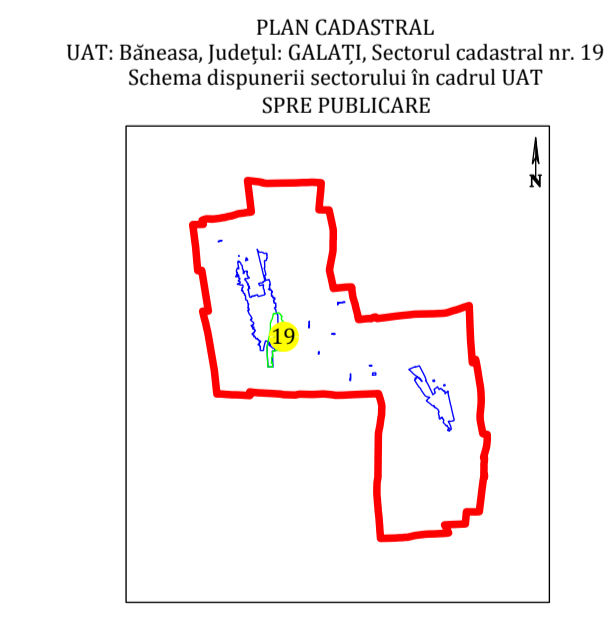 PLAN CADASTRAL
UAT: Băneasa, Județul: GALAȚI, Sectorul cadastral nr. 19
Schema dispunerii sectorului în cadrul UAT
SPRE PUBLICARE
N
19